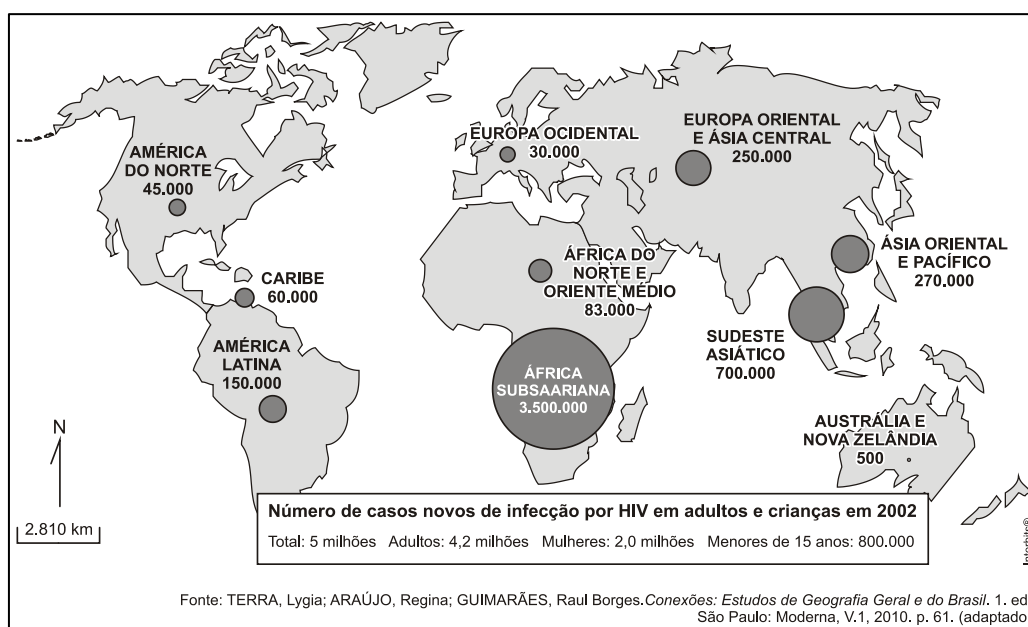 AMÉRICA
DO NORTE
45.000
EUROPA OCIDENTAL
30.000
EUROPA ORIENTAL
E ÁSIA CENTRAL
250.000
CARIBE
60.000
ÁFRICA DO
NORTE E
ORIENTE MÉDIO
83.000
ÁSIA ORIENTAL
E PACÍFICO
270.000
AMÉRICA
LATINA
150.000
ÁFRICA
SUBSAARIANA
3.500.000
SUDESTE
ASIÁTICO
700.000
AUSTRÁLIA E
NOVA ZELÂNDIA
500
N
2.810 km
Número de casos novos de infecção por HIV em adultos e crianças em 2002
Total: 5 milhões Adultos: 4,2 milhões Mulheres: 2,0 milhões Menores de 15 anos: 800.000
Interbits®
Fonte: TERRA, Lygia; ARAÚJO, Regina; GUIMARÃES, Raul Borges.Conexões: Estudos de Geografia Geral e do Brasil. 1. ed
São Paulo: Moderna, V.1, 2010. p. 61. (adaptado